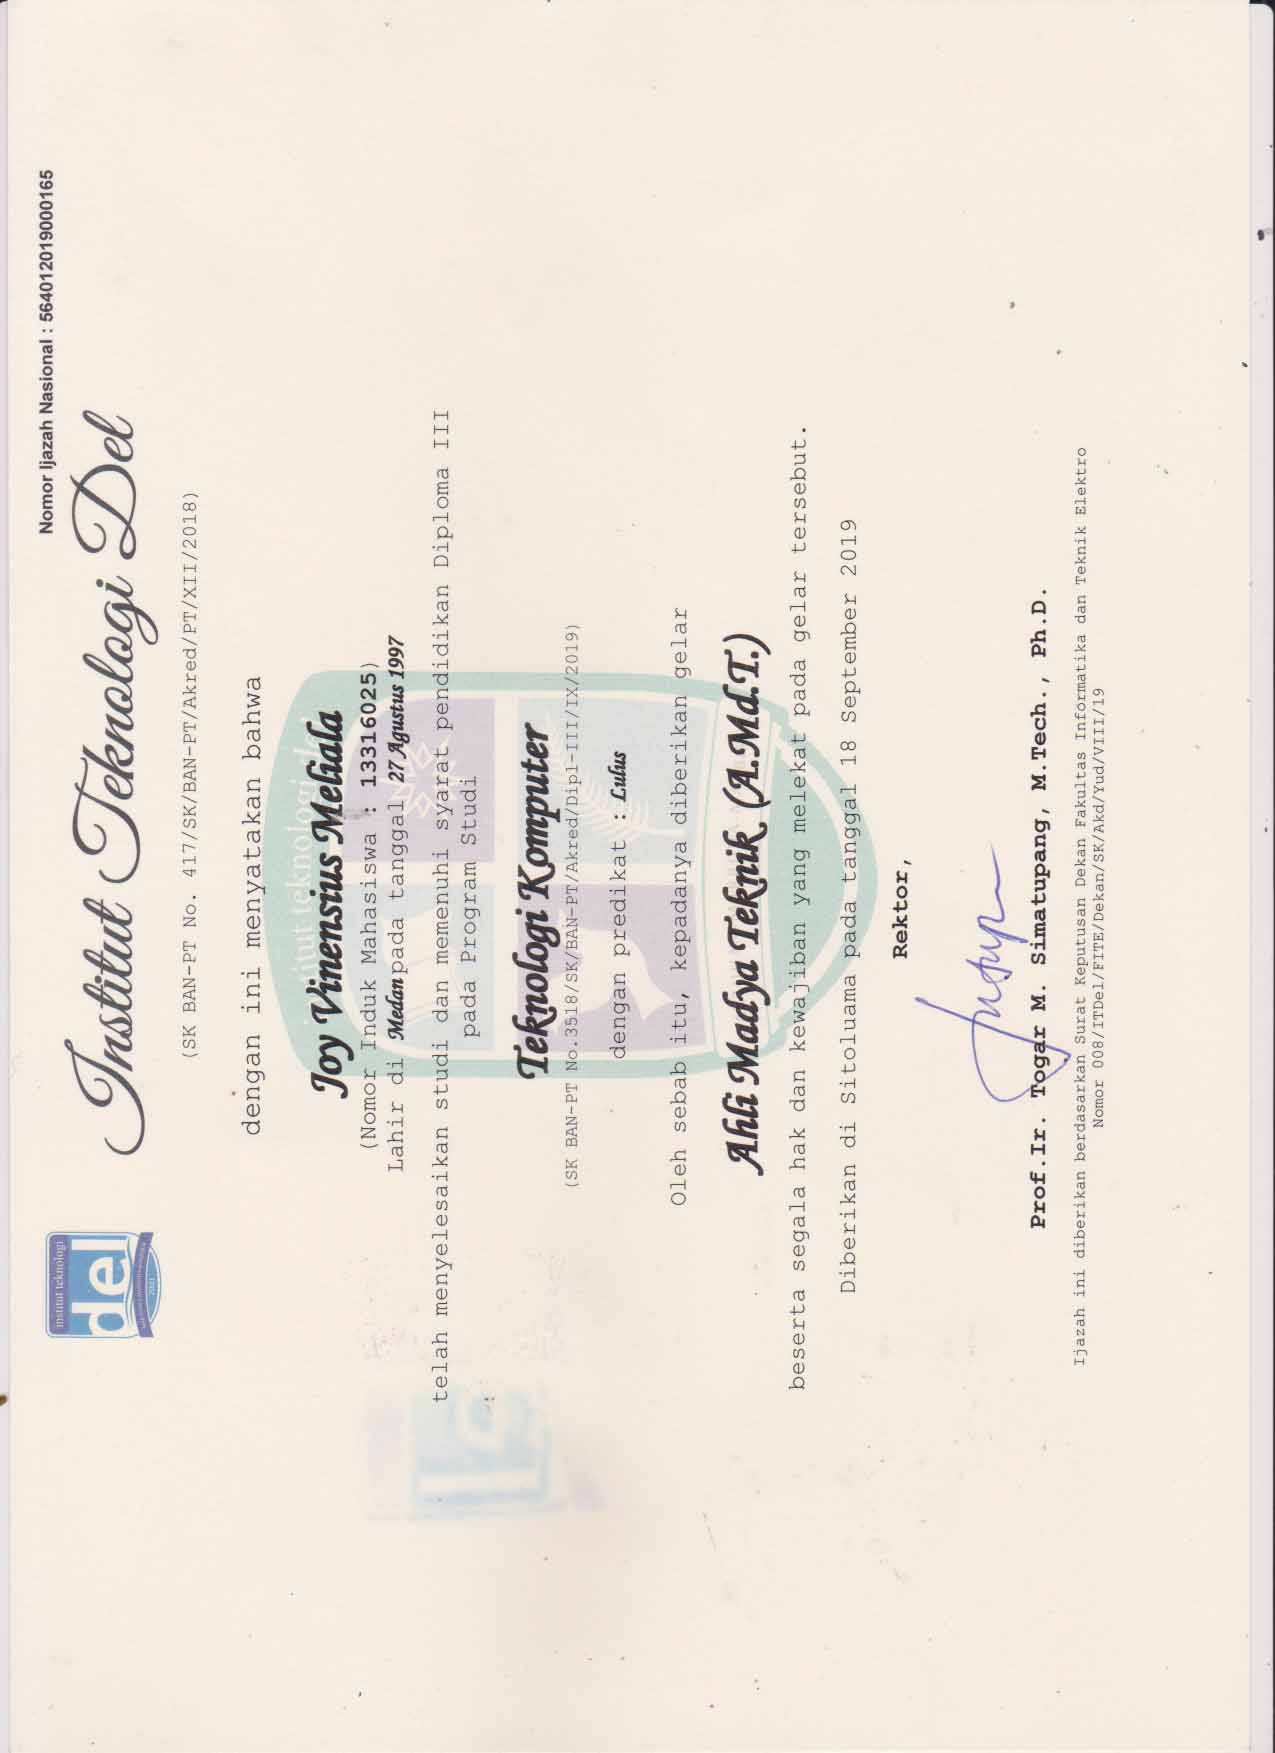 Nomor Ijazah Nasional : 564012019000165
institut teknologi
del
2001
Institut Teknologi Del
(SK BAN-PT No. 417/SK/BAN-PT/Akred/PT/XII/2018)
dengan ini menyatakan bahwa
institut teknologi del
Joy Vinensius Meliala
(Nomor Induk Mahasiswa : 13316025)
Lahir di Medan pada tanggal 27 Agustus 1997
telah menyelesaikan studi dan memenuhi syarat pendidikan Diploma III
pada Program Studi
Teknologi Komputer
(SK BAN-PT No.3518/SK/BAN-PT/Akred/Dipl-III/IX/2019)
dengan predikat : Lulus
Oleh sebab itu, kepadanya diberikan gelar
Ahli Madya Teknik (A.Md.T.)
beserta segala hak dan kewajiban yang melekat pada gelar tersebut.
Diberikan di Sitoluama pada tanggal 18 September 2019
Rektor,
Prof.Ir. Togar M. Simatupang, M.Tech., Ph.D.
Ijazah ini diberikan berdasarkan Surat Keputusan Dekan Fakultas Informatika dan Teknik Elektro
Nomor 008/ITDel/FITE/Dekan/SK/Akd/Yud/VIII/19